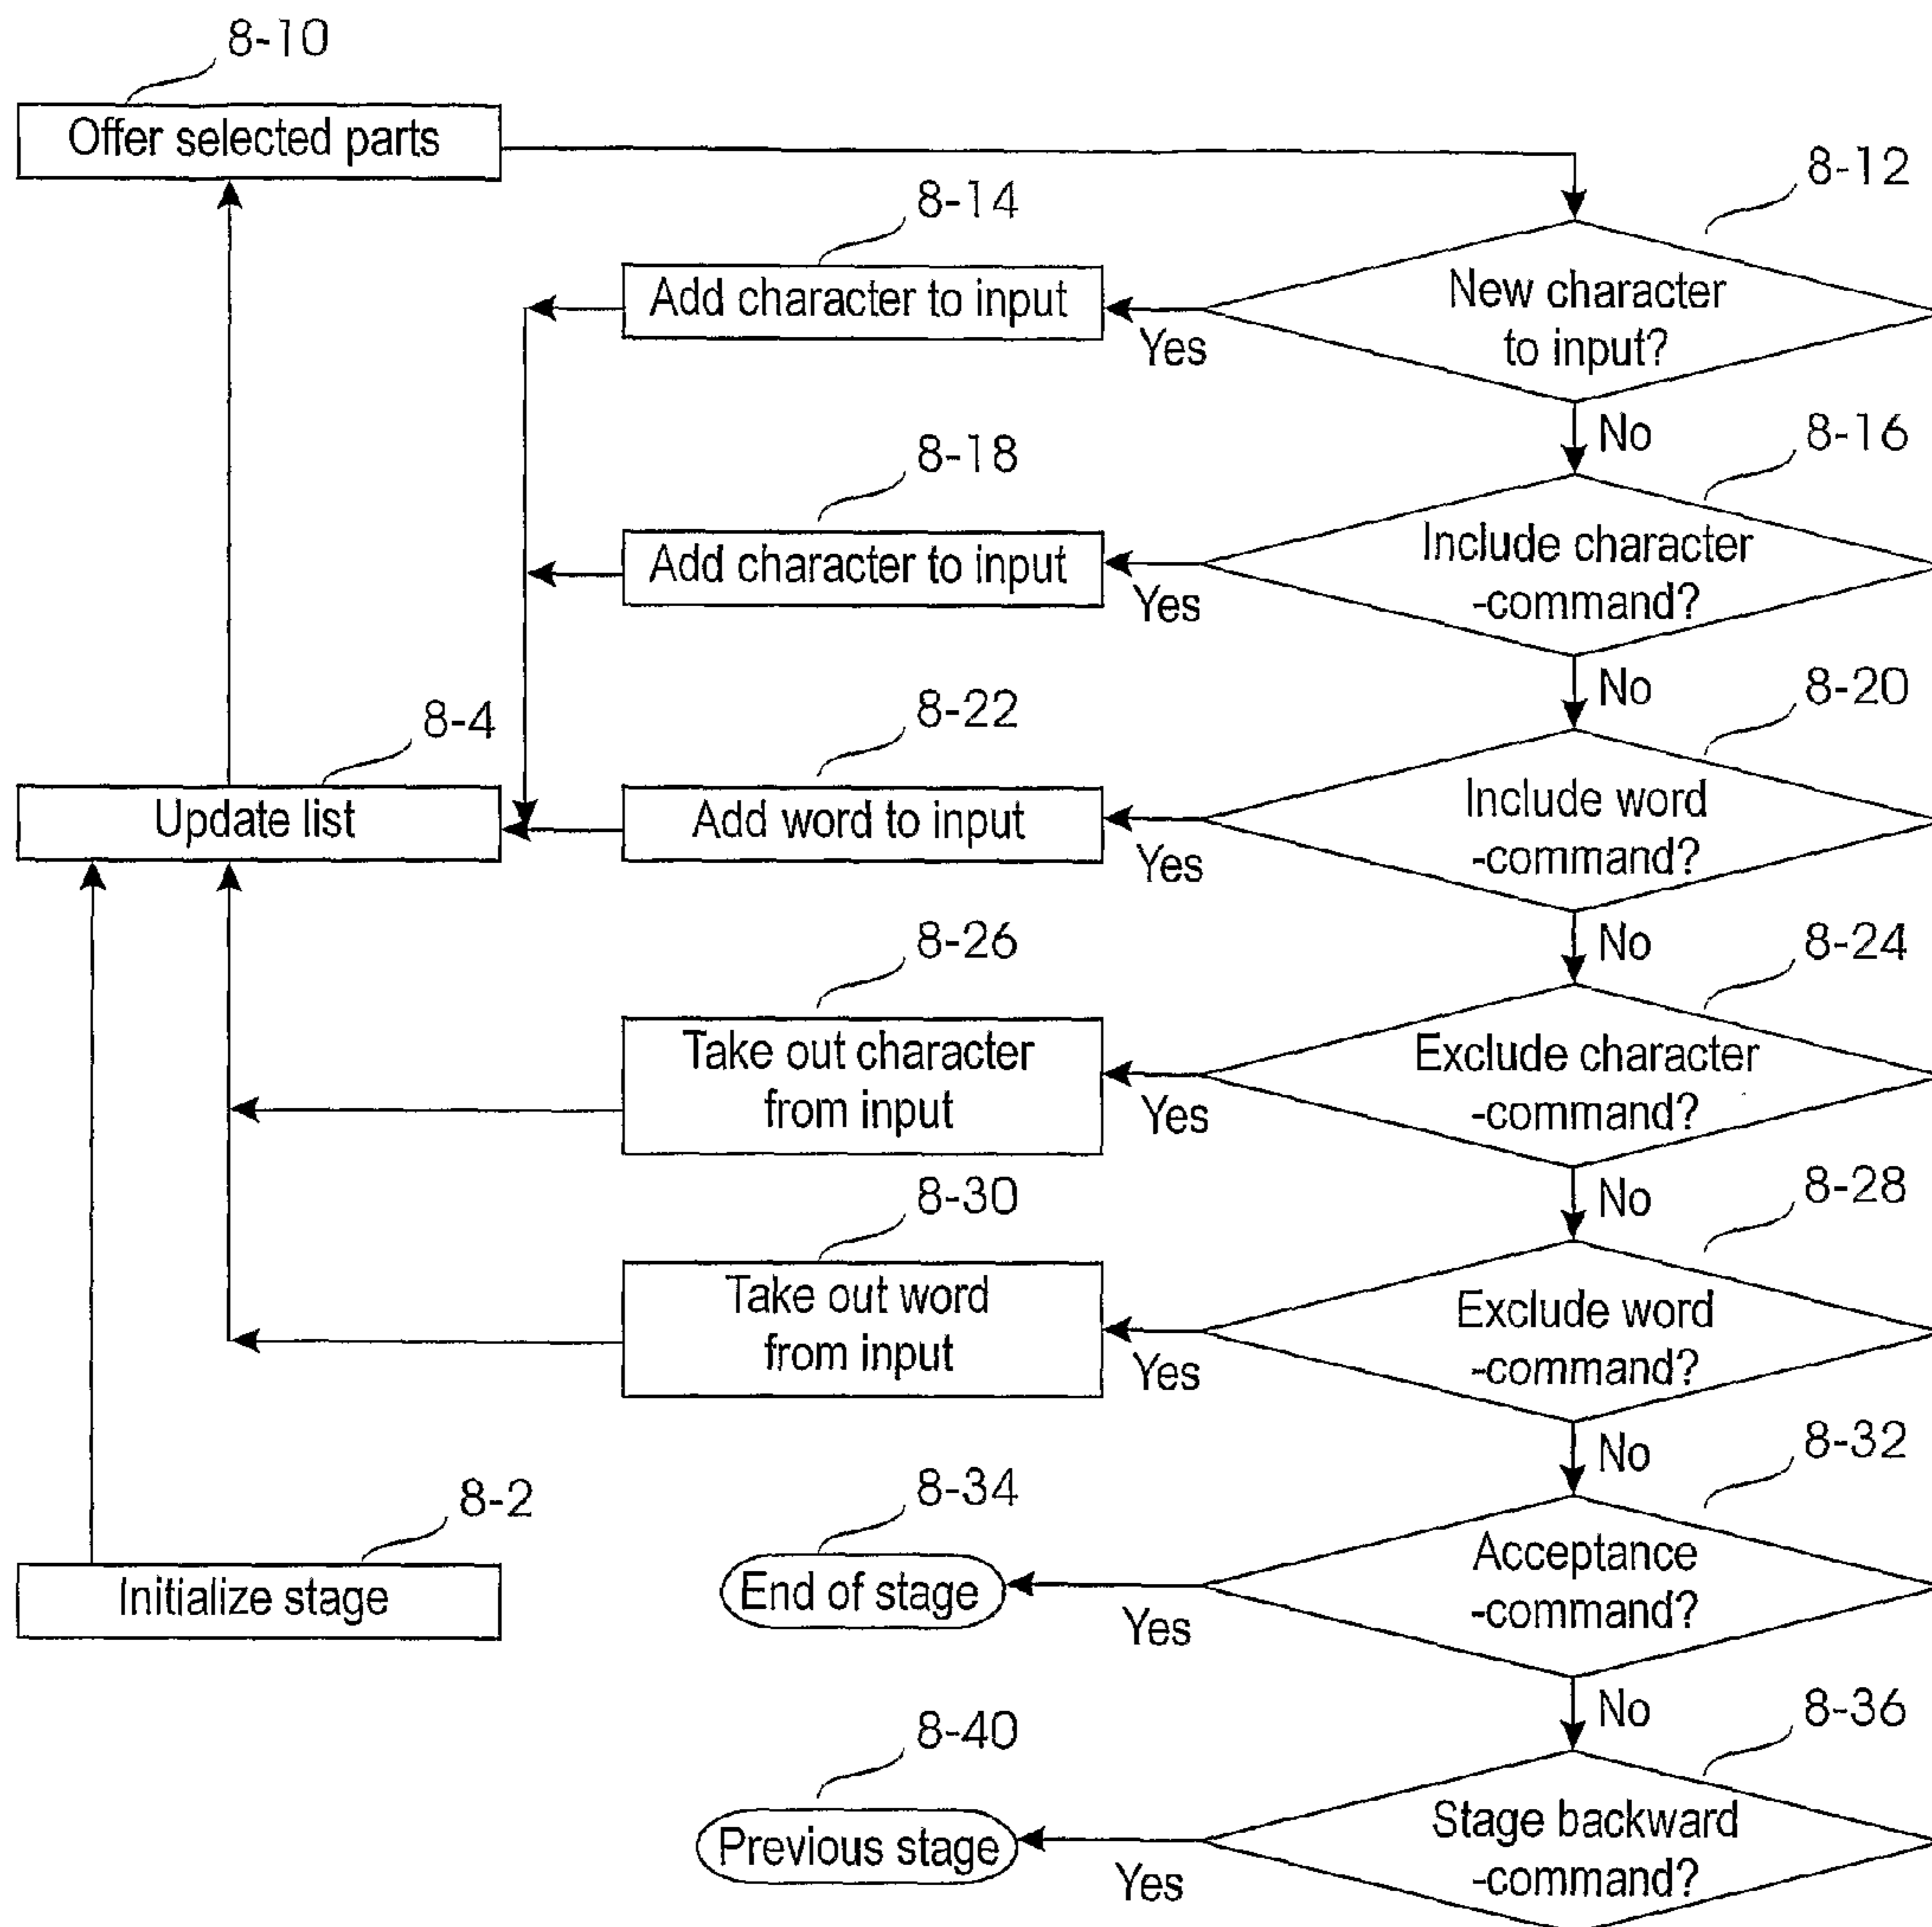 8-10
Offer selected parts
8-12
New character
to input?
8-14
Add character to input
Yes
No
8-16
Include character
-command?
8-18
Add character to input
Yes
No
8-20
Include word
-command?
8-22
Add word to input
Yes
8-4
Update list
No
8-24
Exclude character
-command?
8-26
Take out character
from input
Yes
No
8-28
Exclude word
-command?
8-30
Take out word
from input
Yes
No
8-32
Acceptance
-command?
8-34
End of stage
Yes
8-2
Initialize stage
No
8-36
Stage backward
-command?
8-40
Previous stage
Yes